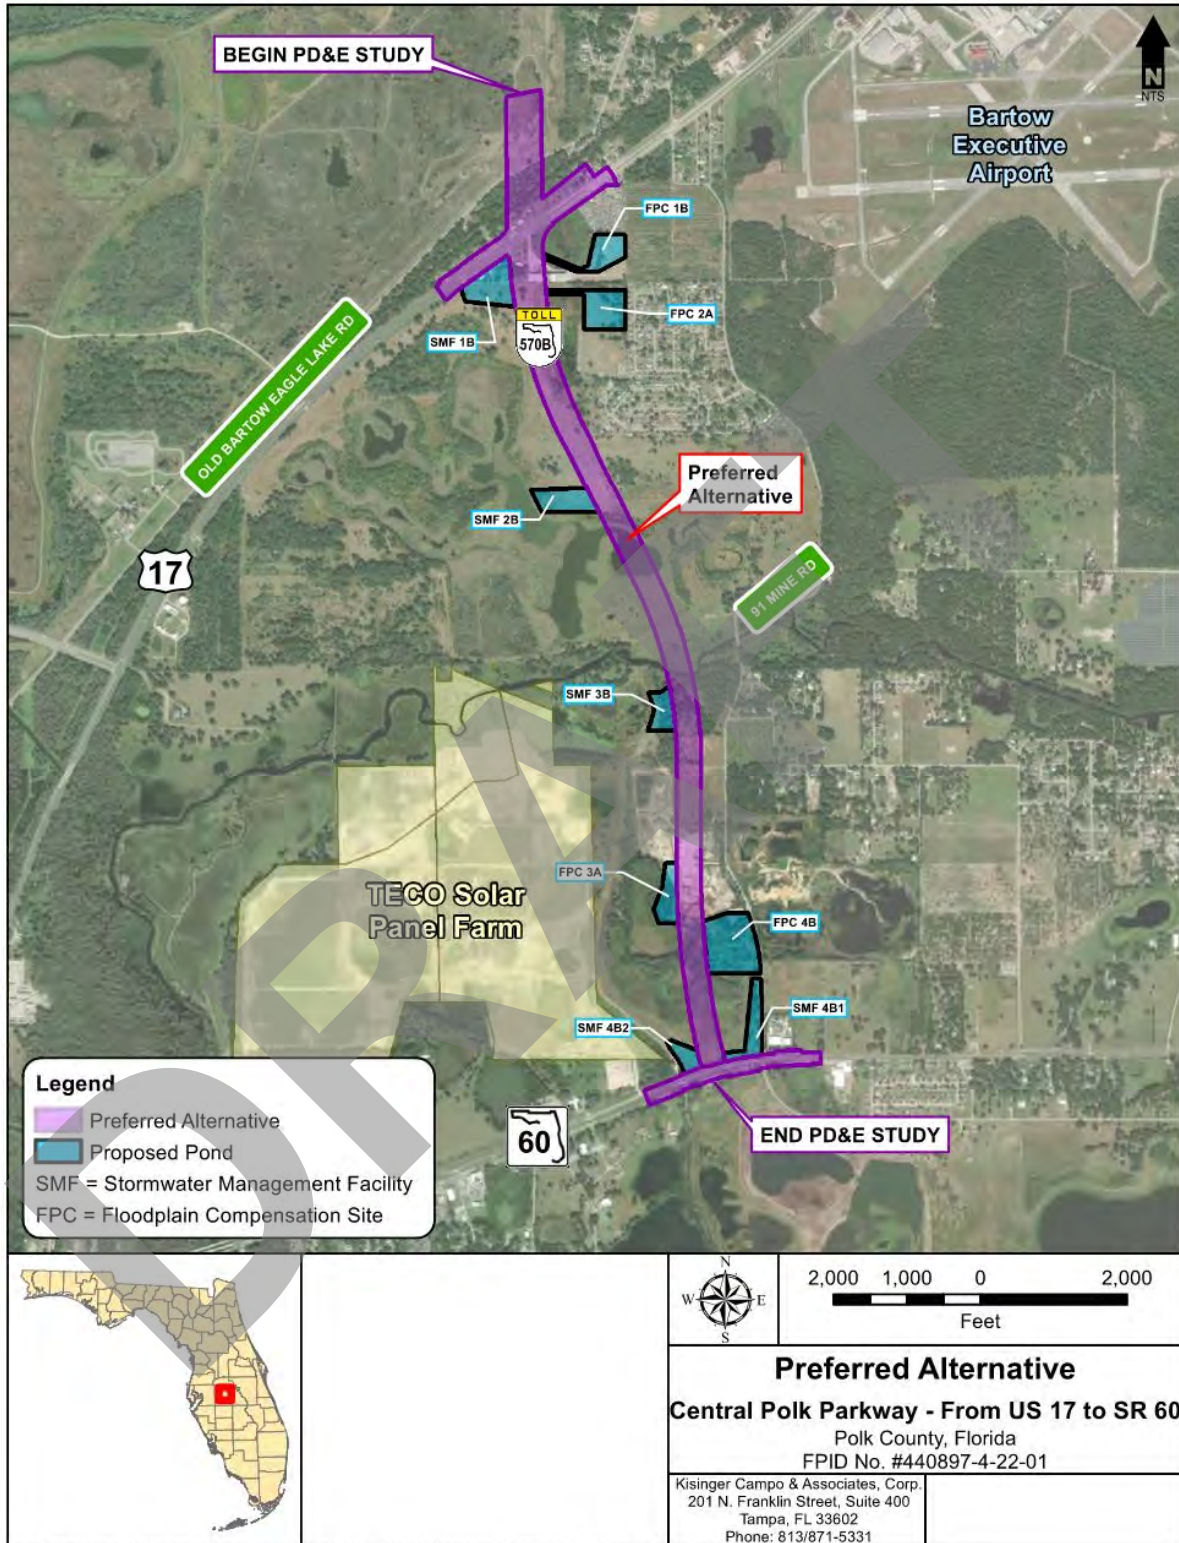 BEGIN PD&E STUDY
N
NTS
Bartow
Executive
Airport
FPC 1B
FPC 2A
SMF 1B
TOLL
570B
OLD BARTOW EAGLE LAKE RD
Preferred
Alternative
SMF 2B
17
91 MINE RD
SMF 3B
FPC 3A
TECO Solar
Panel Farm
FPC 4B
SMF 4B1
SMF 4B2
60
END PD&E STUDY
Legend
Preferred Alternative
Proposed Pond
SMF = Stormwater Management Facility
FPC = Floodplain Compensation Site
DRAFT
N
W E
S
2,000 1,000 0 2,000
Feet
Preferred Alternative
Central Polk Parkway - From US 17 to SR 60
Polk County, Florida
FPID No. #440897-4-22-01
Kisinger Campo & Associates, Corp.
201 N. Franklin Street, Suite 400
Tampa, FL 33602
Phone: 813/871-5331